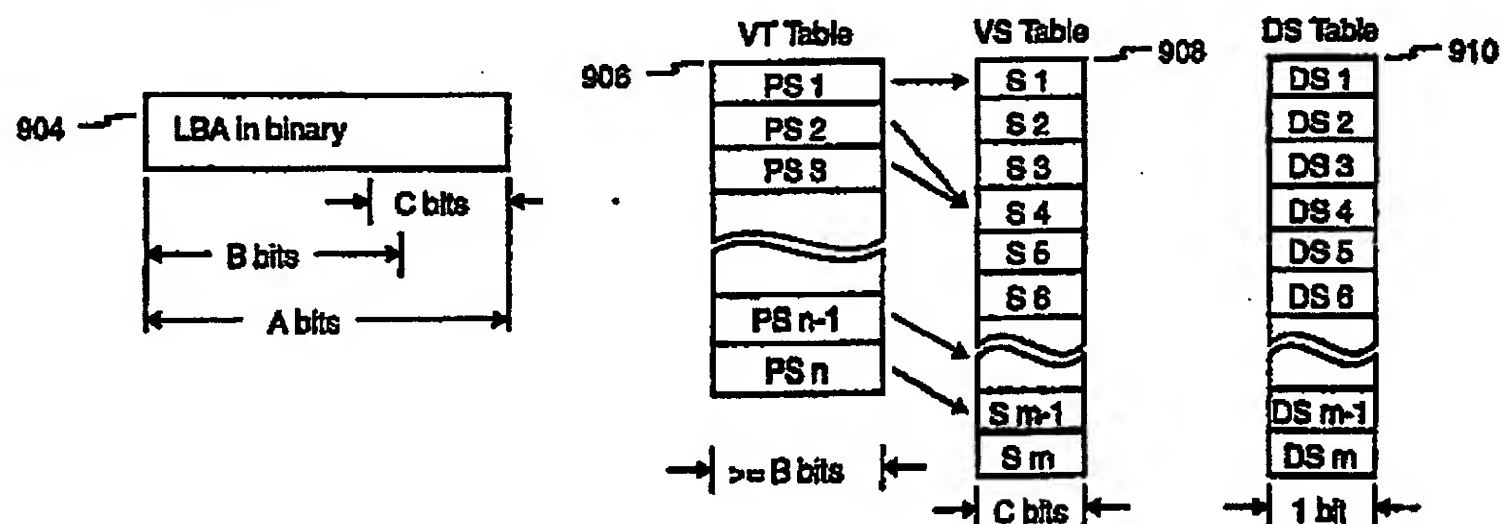 904
LBA in binary
C bits
B bits
A bits
VT Table
906
PS 1
PS 2
PS 3
PS n-1
PS n
>= B bits
VS Table
908
S 1
S 2
S 3
S 4
S 5
S 6
S m-1
S m
C bits
DS Table
910
DS 1
DS 2
DS 3
DS 4
DS 5
DS 6
DS m-1
DS m
1 bit